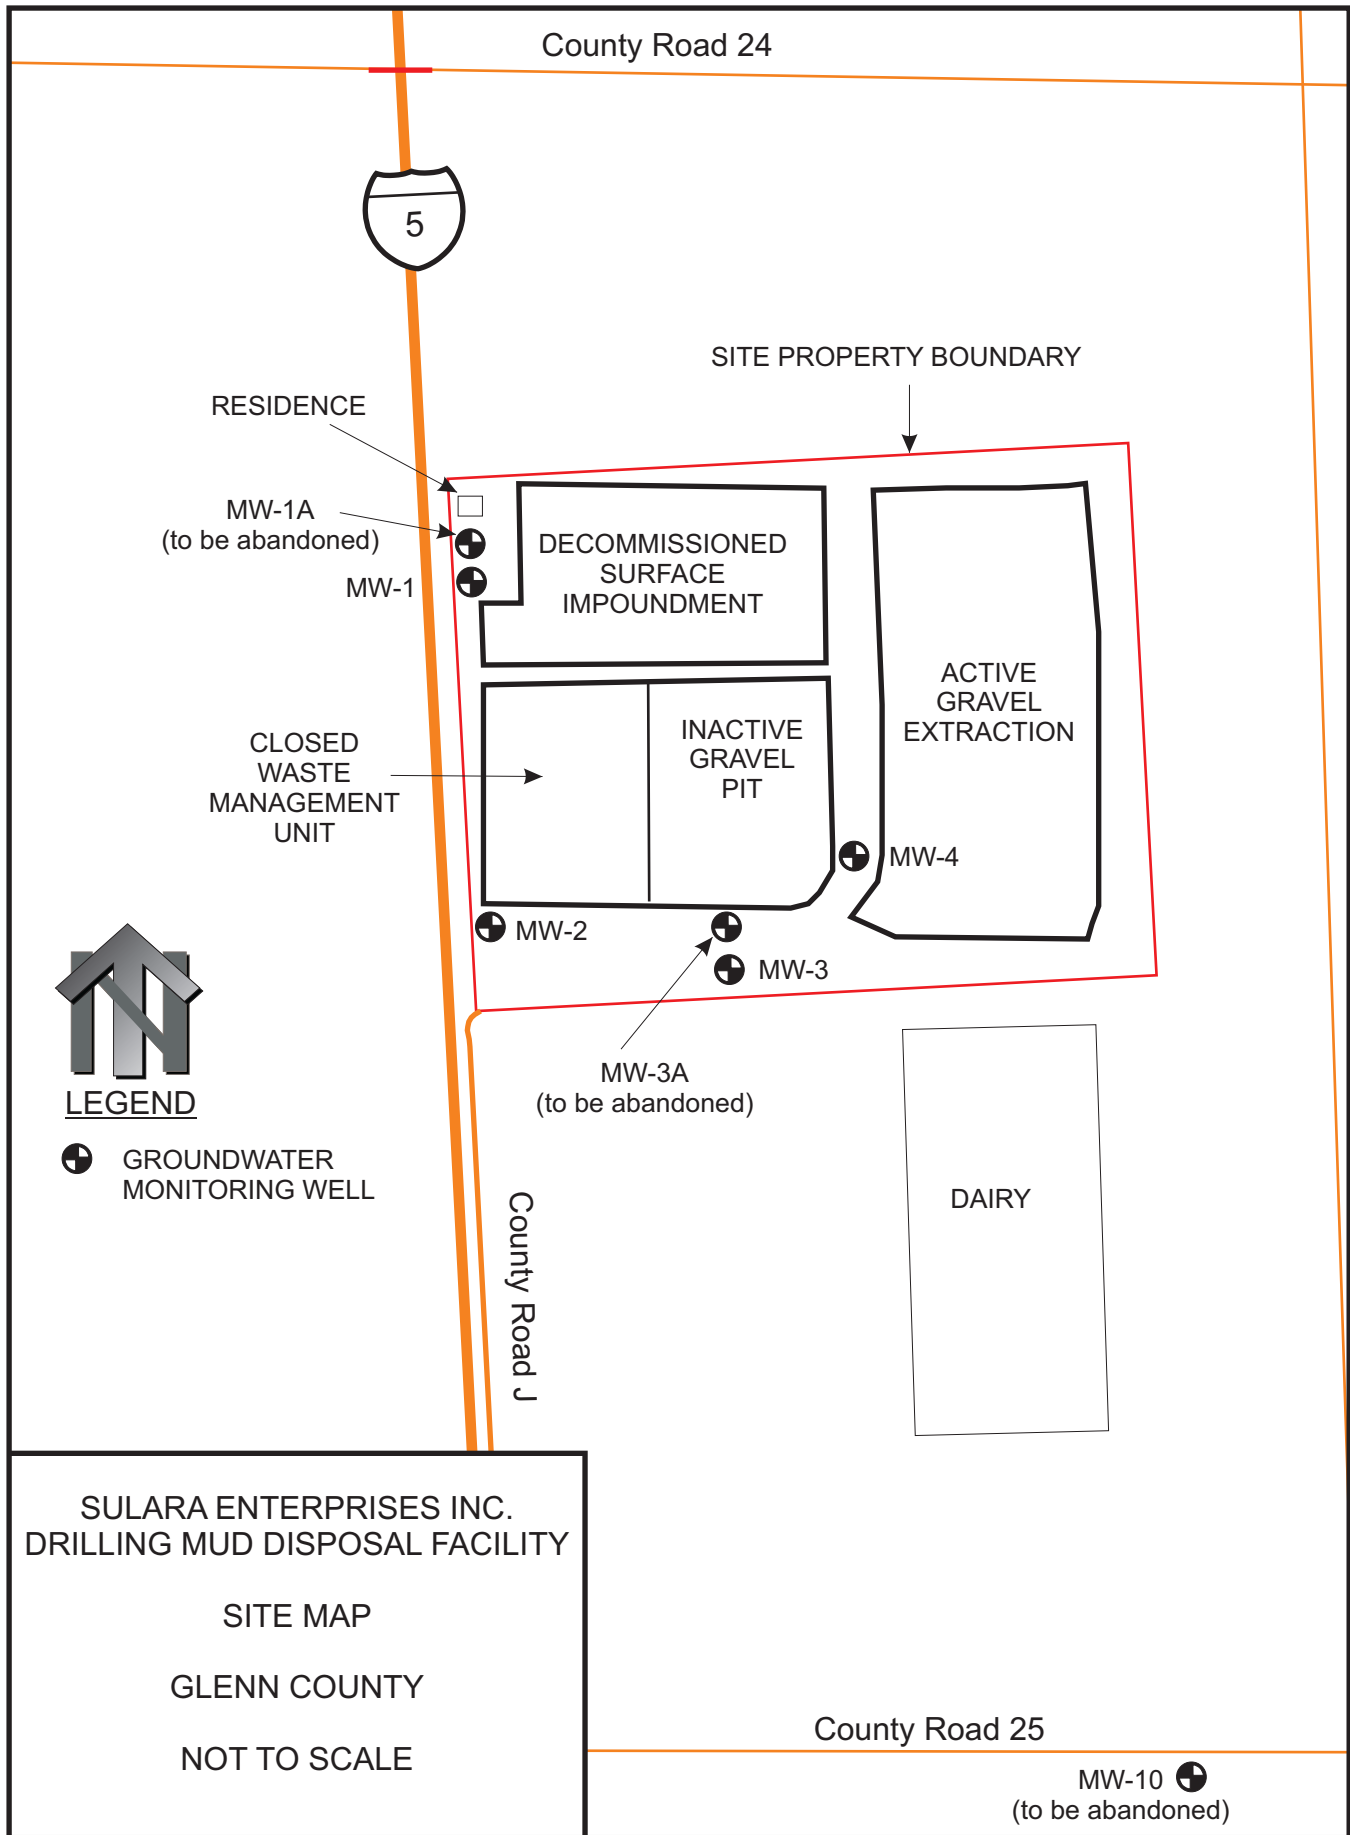 County Road 24
5
SITE PROPERTY BOUNDARY
RESIDENCE
MW-1A
(to be abandoned)
MW-1
DECOMMISSIONED
SURFACE
IMPOUNDMENT
ACTIVE
GRAVEL
EXTRACTION
INACTIVE
GRAVEL
PIT
CLOSED
WASTE
MANAGEMENT
UNIT
MW-4
MW-2
MW-3
MW-3A
(to be abandoned)
N
LEGEND
GROUNDWATER
MONITORING WELL
County Road J
DAIRY
SULARA ENTERPRISES INC.
DRILLING MUD DISPOSAL FACILITY
SITE MAP
GLENN COUNTY
NOT TO SCALE
County Road 25
MW-10
(to be abandoned)